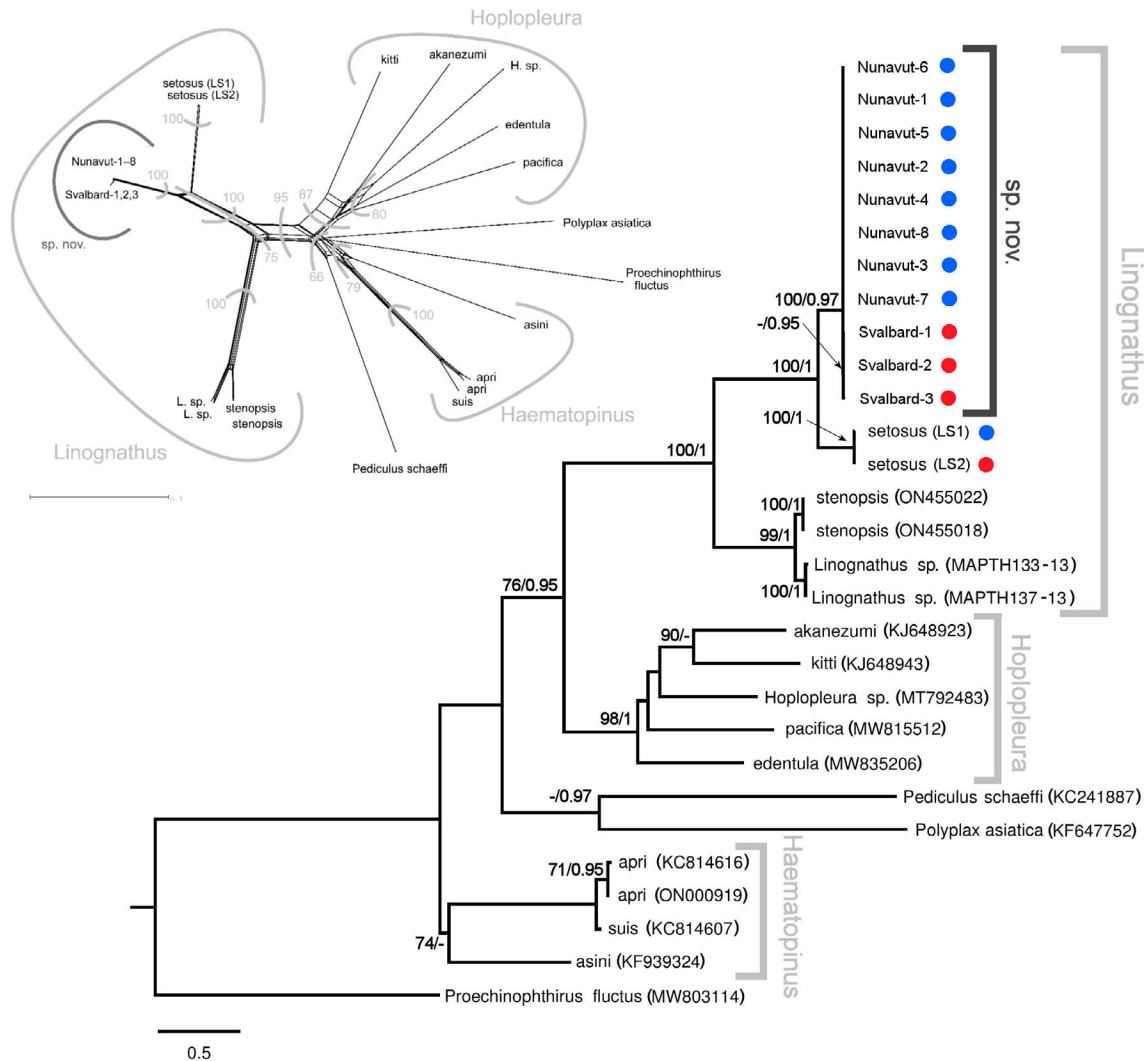 Hoplopleura
kitti
akanezumi
H. sp.
edentula
pacifica
setosus (LS1)
setosus (LS2)
100
Nunavut-1–8
Svalbard-1,2,3
sp. nov.
100
100
95
87
80
75
66
79
100
100
Polyplax asiatica
Proechinophthirus
fluctus
asini
apri
apri
suis
Haematopinus
L. sp.
L. sp.
stenopsis
stenopsis
Linognathus
Pediculus schaeffi
Nunavut-6
Nunavut-1
Nunavut-5
Nunavut-2
Nunavut-4
Nunavut-8
Nunavut-3
Nunavut-7
Svalbard-1
Svalbard-2
Svalbard-3
sp. nov.
Linognathus
100/0.97
-/0.95
100/1
100/1
setosus (LS1)
setosus (LS2)
100/1
100/1
stenopsis (ON455022)
stenopsis (ON455018)
99/1
Linognathus sp. (MAPTH133-13)
100/1
Linognathus sp. (MAPTH137-13)
76/0.95
akanezumi (KJ648923)
90/-
kitti (KJ648943)
Hoplopleura sp. (MT792483)
98/1
pacifica (MW815512)
edentula (MW835206)
Hoplopleura
-/0.97
Pediculus schaeffi (KC241887)
Polyplax asiatica (KF647752)
71/0.95
apri (KC814616)
apri (ON000919)
suis (KC814607)
74/-
asini (KF939324)
Haematopinus
Proechinophthirus fluctus (MW803114)
0.5